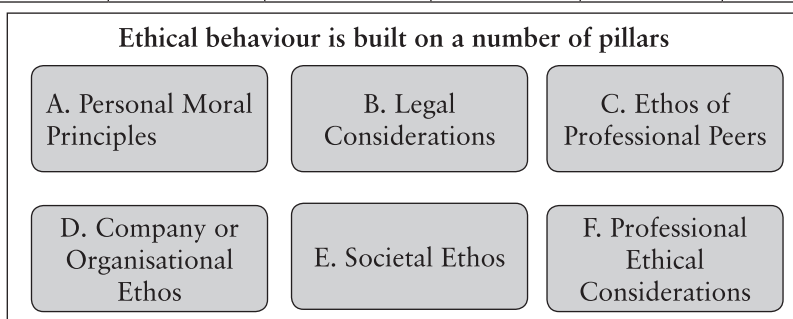 Ethical behaviour is built on a number of pillars
A. Personal Moral
Principles
B. Legal
Considerations
C. Ethos of
Professional Peers
D. Company or
Organisational
Ethos
E. Societal Ethos
F. Professional
Ethical
Considerations